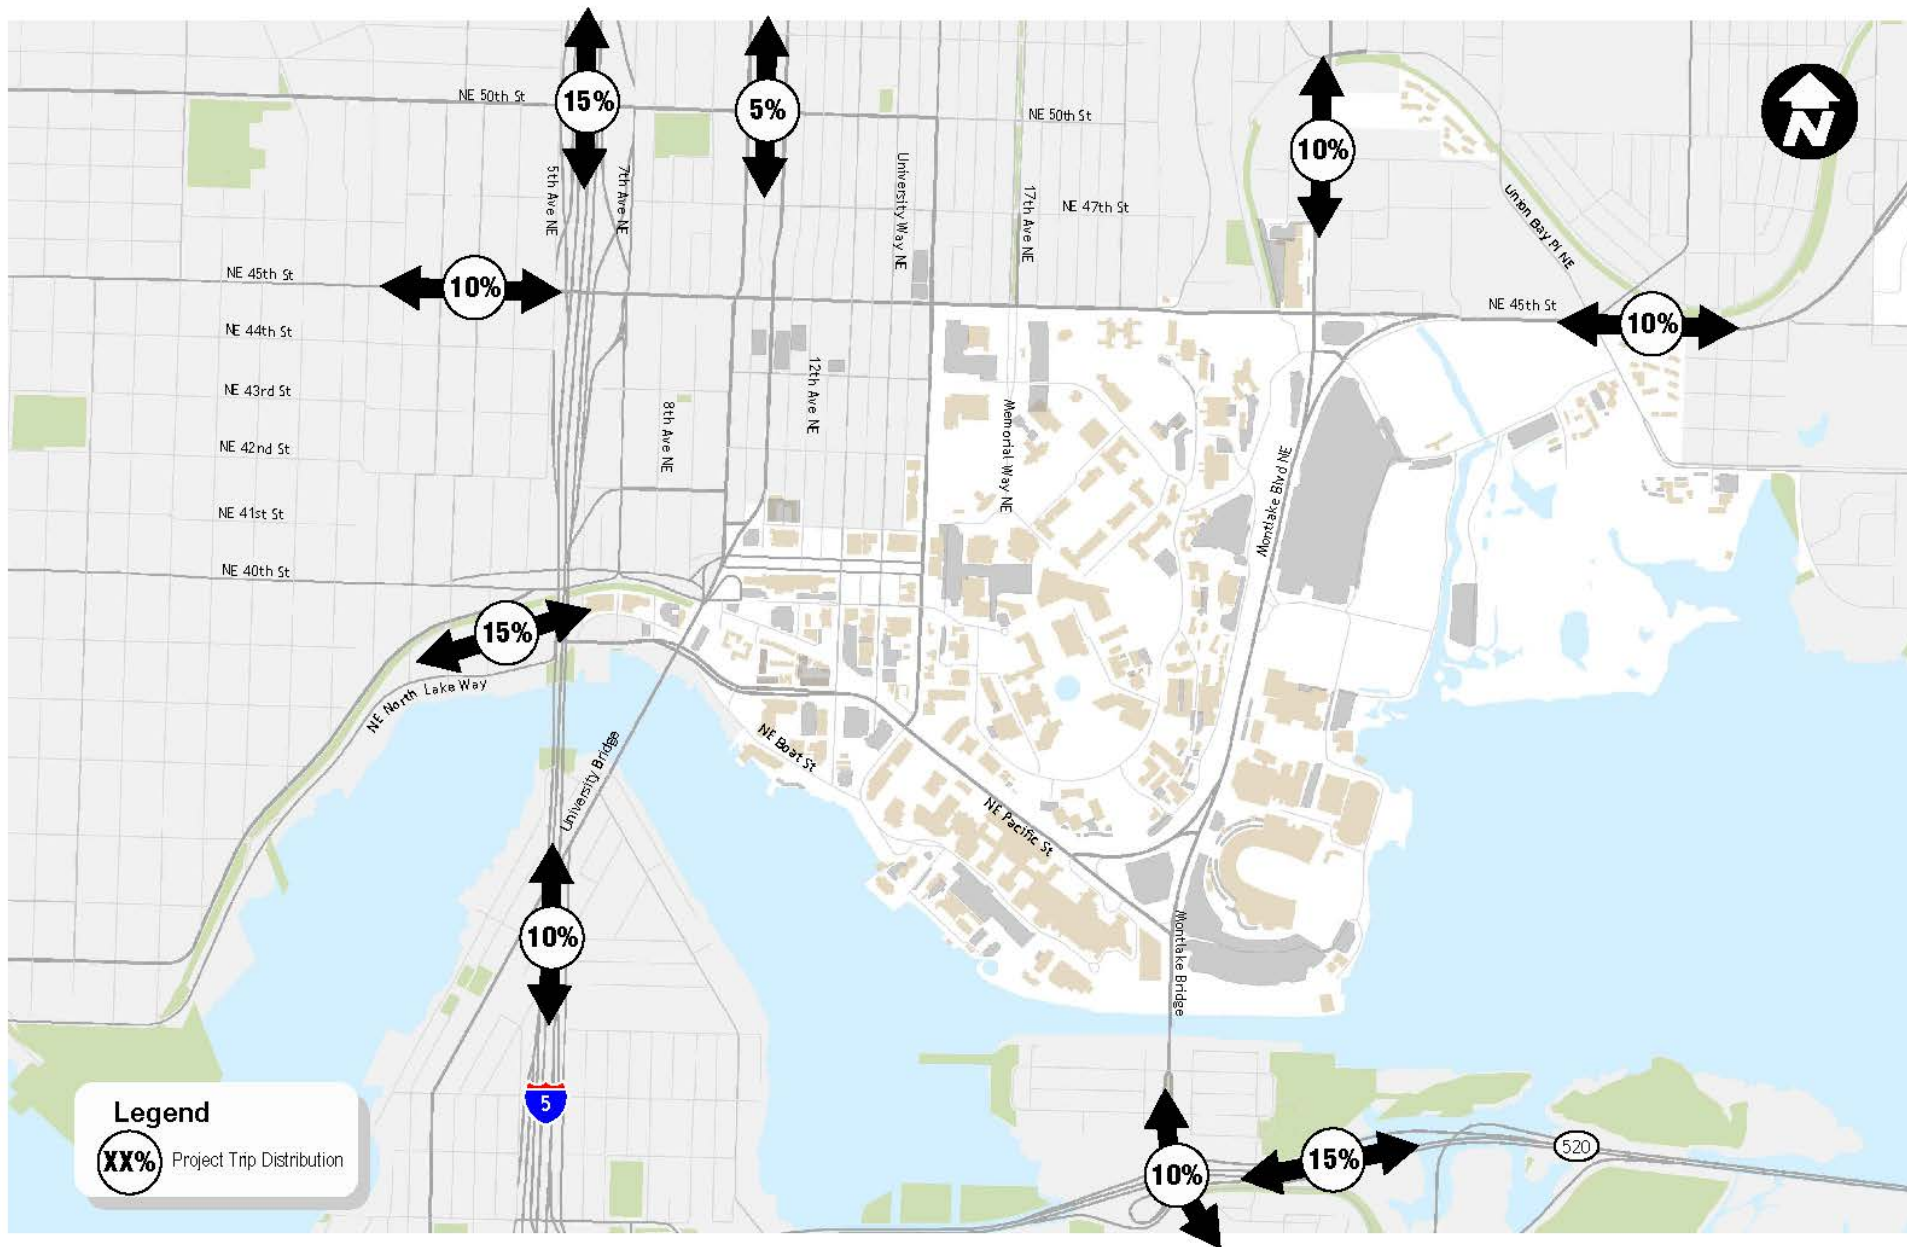 NE 50th St
15%
5%
NE 50th St
10%
N
5th Ave NE
7th Ave NE
University Way NE
17th Ave NE
NE 47th St
Union Bay Pl NE
NE 45th St
10%
NE 45th St
10%
NE 44th St
NE 43rd St
NE 42nd St
NE 41st St
NE 40th St
8th Ave NE
12th Ave NE
Memorial Way NE
Montlake Blvd NE
15%
NE North Lake Way
University Bridge
NE Boat St
NE Pacific St
Montlake Bridge
10%
5
10%
15%
520
Legend
XX% Project Trip Distribution